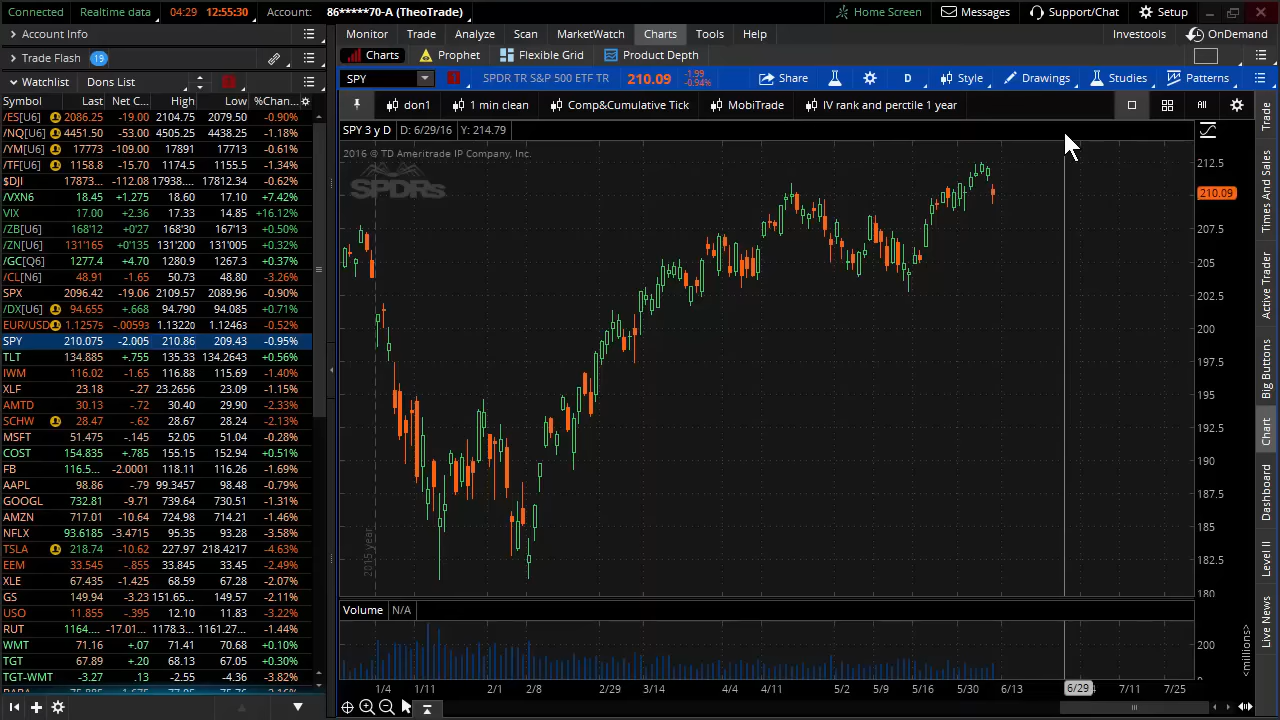 Connected Realtime data 04:29 12:55:30 Account: 86*****70-A (TheoTrade) Home Screen Messages Support/Chat Setup
Account Info
Monitor Trade Analyze Scan MarketWatch Charts Tools Help Investools OnDemand
Trade Flash 19
Charts Prophet Flexible Grid Product Depth
Watchlist Dons List
SPY SPDR TR S&P 500 ETF TR 210.09 -1.99 -0.94% Share D Style Drawings Studies Patterns
Symbol Last Net C... High Low %Chan...
don1 1 min clean Comp&Cumulative Tick MobiTrade IV rank and perctile 1 year All
SPY 3 y D D: 6/29/16 Y: 214.79
2016 © TD Ameritrade IP Company, Inc.
SPDRs
/ES[U6] 2086.25 -19.00 2104.75 2079.50 -0.90%
/NQ[U6] 4451.50 -53.00 4505.25 4438.25 -1.18%
/YM[U6] 17773 -109.00 17891 17713 -0.61%
/TF[U6] 1158.8 -15.70 1174.5 1155.5 -1.34%
$DJI 17873... -112.08 17938.... 17812.34 -0.62%
/VXN6 18.45 +1.275 18.60 17.10 +7.42%
VIX 17.00 +2.36 17.33 14.85 +16.12%
/ZB[U6] 168'12 +0'27 168'30 167'13 +0.50%
/ZN[U6] 131'165 +0'135 131'200 131'005 +0.32%
/GC[Q6] 1277.4 +4.70 1280.9 1267.3 +0.37%
/CL[N6] 48.91 -1.65 50.73 48.80 -3.26%
SPX 2096.42 -19.06 2109.57 2089.96 -0.90%
/DX[U6] 94.655 +.668 94.790 94.085 +0.71%
EUR/USD 1.12575 -.00593 1.13220 1.12463 -0.52%
SPY 210.075 -2.005 210.86 209.43 -0.95%
TLT 134.885 +.755 135.33 134.2643 +0.56%
IWM 116.02 -1.65 116.88 115.69 -1.40%
XLF 23.18 -.27 23.2656 23.09 -1.15%
AMTD 30.13 -.72 30.40 29.90 -2.33%
SCHW 28.47 -.62 28.67 28.24 -2.13%
MSFT 51.475 -.145 52.05 51.04 -0.28%
COST 154.835 +.785 155.15 152.94 +0.51%
FB 116.5... -2.0001 118.11 116.26 -1.69%
AAPL 98.86 -.79 99.3457 98.48 -0.79%
GOOGL 732.81 -9.71 739.64 730.51 -1.31%
AMZN 717.01 -10.64 724.98 714.21 -1.46%
NFLX 93.6185 -3.4715 95.35 93.28 -3.58%
TSLA 218.74 -10.62 227.97 218.4217 -4.63%
EEM 33.545 -.855 33.845 33.45 -2.49%
XLE 67.435 -1.425 68.59 67.28 -2.07%
GS 149.94 -3.23 151.65... 149.57 -2.11%
USO 11.855 -.395 12.10 11.83 -3.22%
RUT 1164.... -17.01... 1178.3... 1161.27... -1.44%
WMT 71.16 +.07 71.41 70.68 +0.10%
TGT 67.89 +.20 68.13 67.05 +0.30%
TGT-WMT -3.27 .13 -2.55 -4.36 -3.82%
212.5
210.09
207.5
205
202.5
200
197.5
195
192.5
190
187.5
185
182.5
180
2015 year
Volume N/A
200
<millions>
1/4 1/11 2/1 2/8 2/29 3/14 4/4 4/11 5/2 5/9 5/16 5/30 6/13 6/29 7/11 7/25
Trade
Times And Sales
Active Trader
Big Buttons
Chart
Dashboard
Level II
Live News